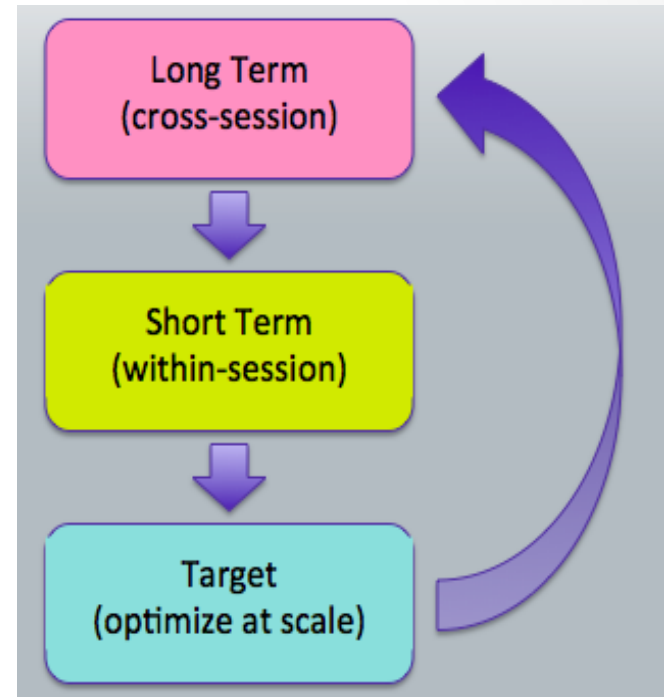 Long Term
(cross-session)
Short Term
(within-session)
Target
(optimize at scale)